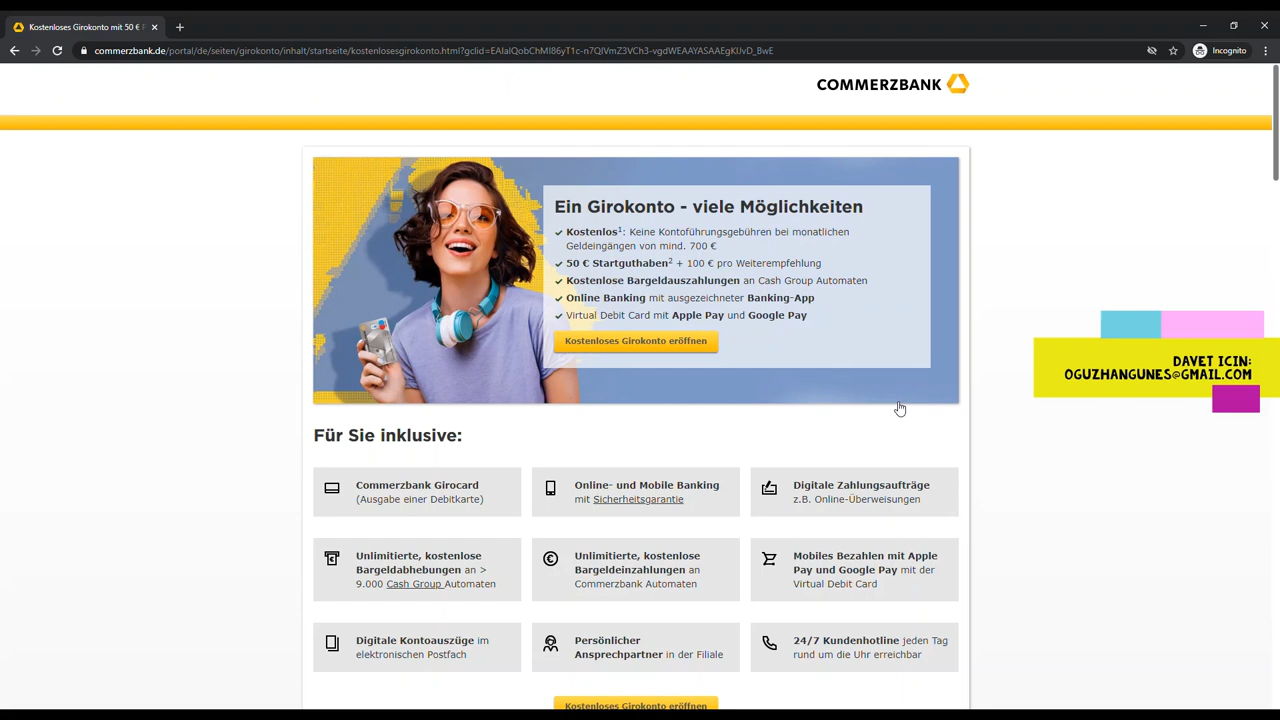 Kostenloses Girokonto mit 50 €
commerzbank.de/portal/de/seiten/girokonto/inhalt/startseite/kostenlosesgirokonto.html?gclid=EAIaIQobChMI86yT1c-n7QIVmZ3VCh3-vgdWEAAYASAAEgKIJvD_BwE
Incognito
COMMERZBANK
Ein Girokonto - viele Möglichkeiten
Kostenlos¹: Keine Kontoführungsgebühren bei monatlichen
Geldeingängen von mind. 700 €
50 € Startguthaben² + 100 € pro Weiterempfehlung
Kostenlose Bargeldauszahlungen an Cash Group Automaten
Online Banking mit ausgezeichneter Banking-App
Virtual Debit Card mit Apple Pay und Google Pay
Kostenloses Girokonto eröffnen
DAVET ICIN:
OGUZHANGUNES@GMAIL.COM
Für Sie inklusive:
Commerzbank Girocard
(Ausgabe einer Debitkarte)
Online- und Mobile Banking
mit Sicherheitsgarantie
Digitale Zahlungsaufträge
z.B. Online-Überweisungen
Unlimitierte, kostenlose
Bargeldabhebungen an >
9.000 Cash Group Automaten
Unlimitierte, kostenlose
Bargeldeinzahlungen an
Commerzbank Automaten
Mobiles Bezahlen mit Apple
Pay und Google Pay mit der
Virtual Debit Card
Digitale Kontoauszüge im
elektronischen Postfach
Persönlicher
Ansprechpartner in der Filiale
24/7 Kundenhotline jeden Tag
rund um die Uhr erreichbar
Kostenloses Girokonto eröffnen